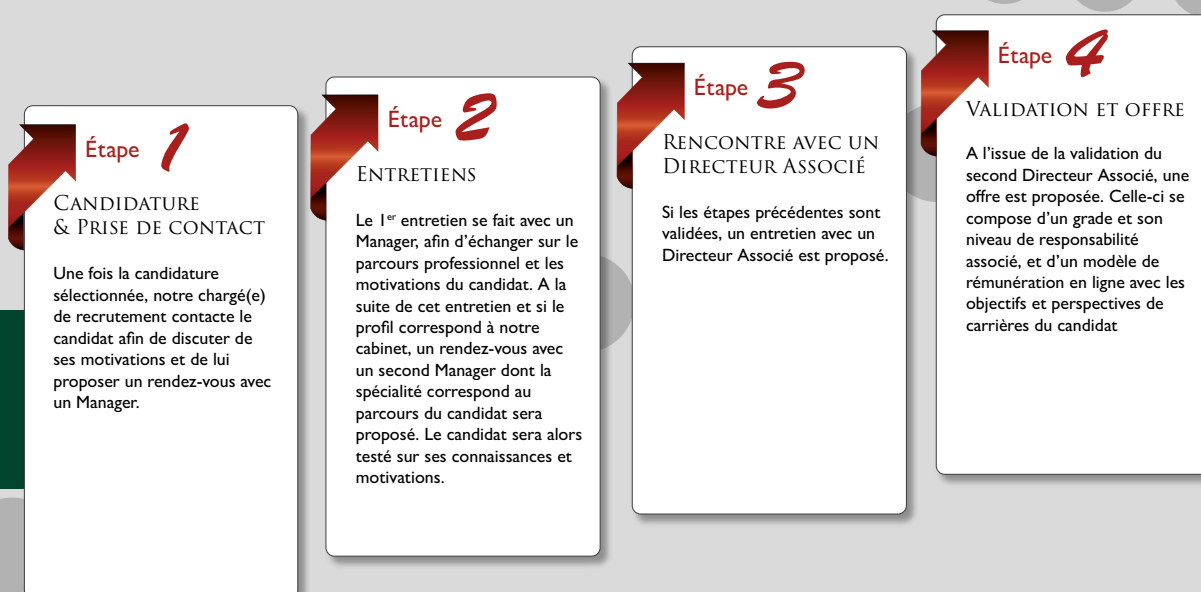 Étape 1
CANDIDATURE
& PRISE DE CONTACT
Une fois la candidature
sélectionnée, notre chargé(e)
de recrutement contacte le
candidat afin de discuter de
ses motivations et de lui
proposer un rendez-vous avec
un Manager.
Étape 2
ENTRETIENS
Le 1er entretien se fait avec un
Manager, afin d’échanger sur le
parcours professionnel et les
motivations du candidat. A la
suite de cet entretien et si le
profil correspond à notre
cabinet, un rendez-vous avec
un second Manager dont la
spécialité correspond au
parcours du candidat sera
proposé. Le candidat sera alors
testé sur ses connaissances et
motivations.
Étape 3
RENCONTRE AVEC UN
DIRECTEUR ASSOCIÉ
Si les étapes précédentes sont
validées, un entretien avec un
Directeur Associé est proposé.
Étape 4
VALIDATION ET OFFRE
A l’issue de la validation du
second Directeur Associé, une
offre est proposée. Celle-ci se
compose d’un grade et son
niveau de responsabilité
associé, et d’un modèle de
rémunération en ligne avec les
objectifs et perspectives de
carrières du candidat